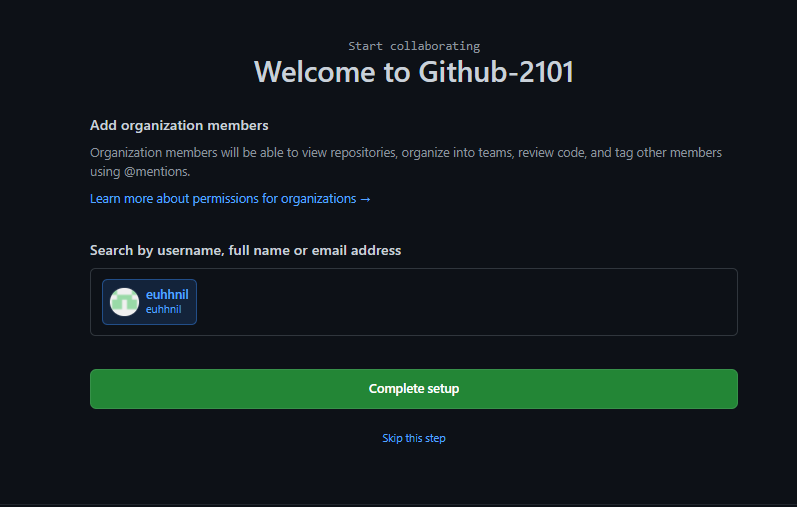 Start collaborating
Welcome to Github-2101
Add organization members
Organization members will be able to view repositories, organize into teams, review code, and tag other members
using @mentions.
Learn more about permissions for organizations →
Search by username, full name or email address
euhhnil
euhhnil
Complete setup
Skip this step